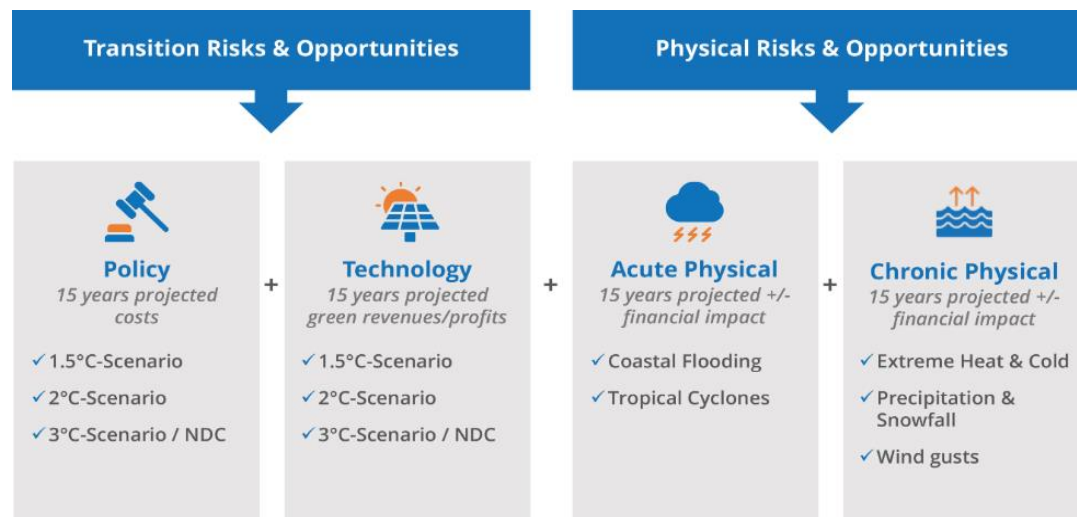 Transition Risks & Opportunities
Physical Risks & Opportunities
Policy
15 years projected
costs
✓1.5°C-Scenario
✓2°C-Scenario
✓3°C-Scenario / NDC
+
Technology
15 years projected
green revenues/profits
✓1.5°C-Scenario
✓2°C-Scenario
✓3°C-Scenario / NDC
+
Acute Physical
15 years projected +/-
financial impact
✓Coastal Flooding
✓Tropical Cyclones
+
Chronic Physical
15 years projected +/-
financial impact
✓Extreme Heat & Cold
✓Precipitation &
Snowfall
✓Wind gusts